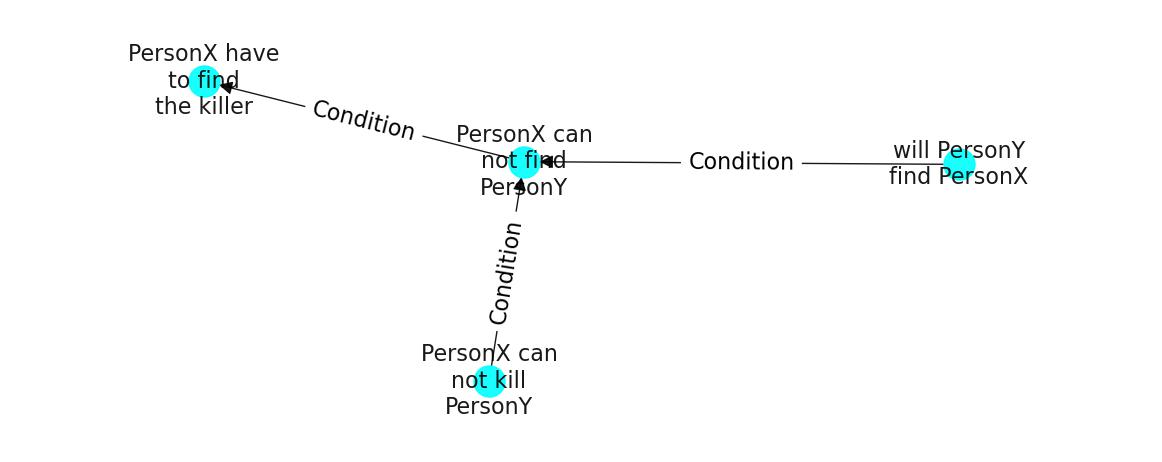 PersonX have
to find
the killer
Condition
PersonX can
not find
PersonY
Condition
will PersonY
find PersonX
Condition
PersonX can
not kill
PersonY